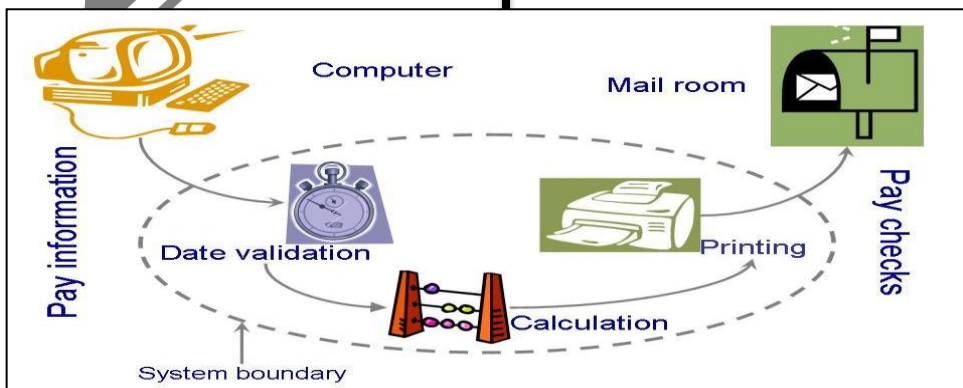 Computer
Mail room
Pay information
Pay checks
Date validation
Printing
Calculation
System boundary